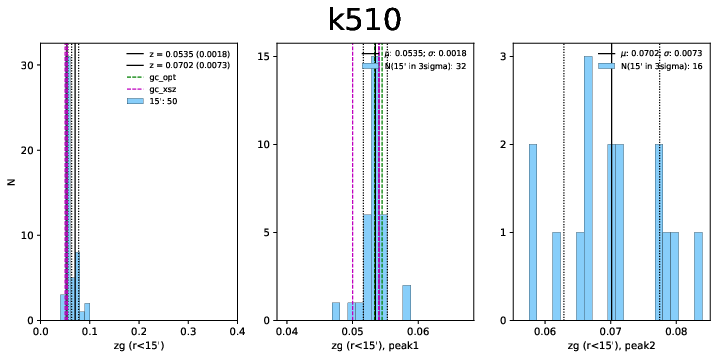 k510
z = 0.0535 (0.0018)
z = 0.0702 (0.0073)
gc_opt
gc_xsz
15': 50
N
30
20
10
0
0.0 0.1 0.2 0.3 0.4
zg (r<15')
μ: 0.0535; σ: 0.0018
N(15' in 3sigma): 32
15
10
5
0
0.04 0.05 0.06
zg (r<15'), peak1
μ: 0.0702; σ: 0.0073
N(15' in 3sigma): 16
3
2
1
0
0.06 0.07 0.08
zg (r<15'), peak2